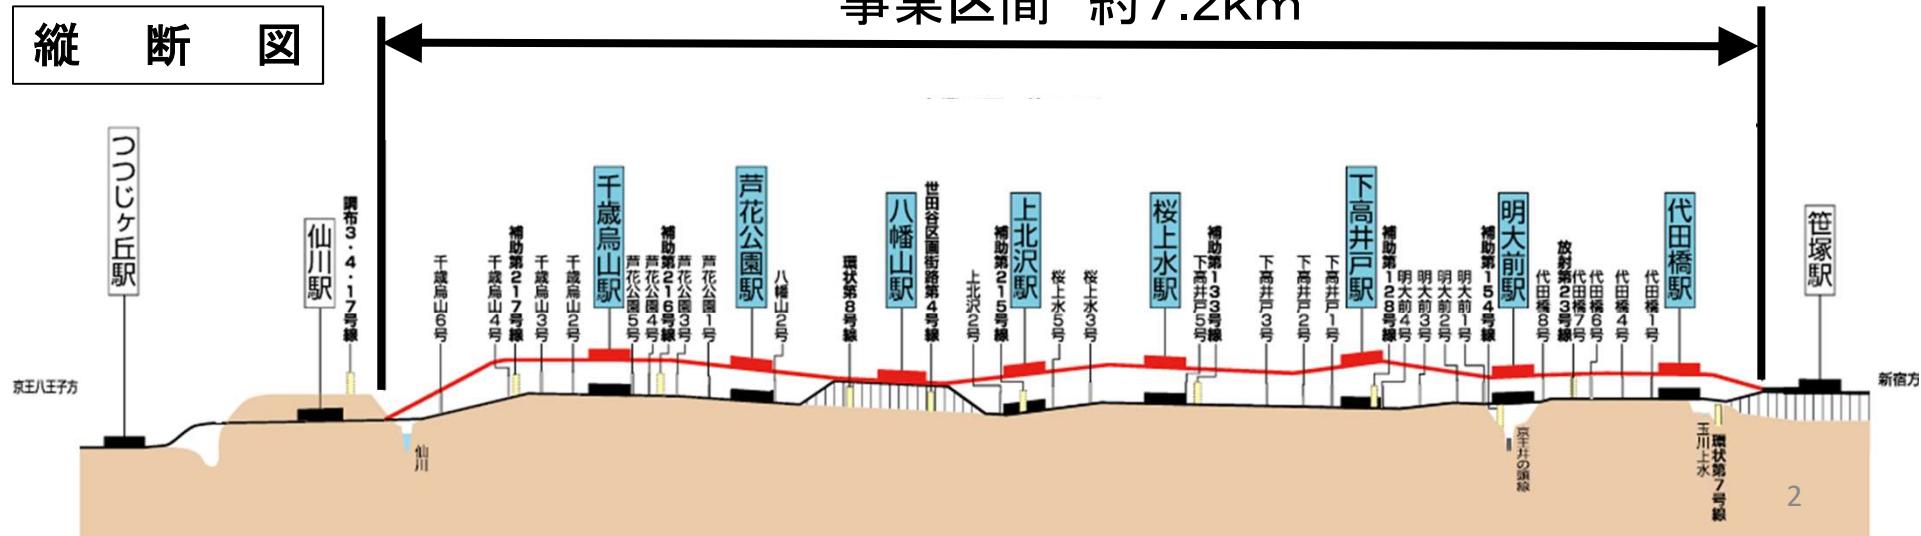 縦断図
事業区間 約7.2km
つつじヶ丘駅
仙川駅
調布3・4・17号線
千歳烏山6号
千歳烏山4号
補助第217号線
千歳烏山3号
千歳烏山2号
千歳烏山駅
芦花公園5号
芦花公園4号
補助第216号線
芦花公園3号
芦花公園1号
芦花公園駅
八幡山2号
環状第8号線
八幡山駅
世田谷区画街路第4号線
上北沢2号
補助第215号線
上北沢駅
桜上水5号
桜上水3号
桜上水駅
下高井戸5号
補助第133号線
下高井戸3号
下高井戸2号
下高井戸1号
下高井戸駅
補助第128号線
明大前4号
明大前3号
明大前2号
明大前1号
補助第154号線
明大前駅
代田橋8号
放射第23号線
代田橋7号
代田橋6号
代田橋4号
代田橋1号
代田橋駅
笹塚駅
京王八王子方
新宿方
仙川
京王井の頭線
玉川上水
環状第7号線
2